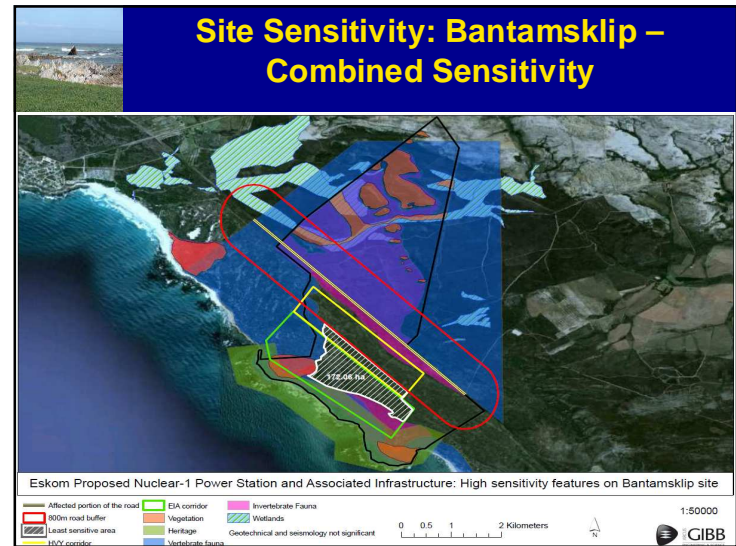 Site Sensitivity: Bantamsklip –
Combined Sensitivity
172.06 ha
Eskom Proposed Nuclear-1 Power Station and Associated Infrastructure: High sensitivity features on Bantamsklip site
Affected portion of the road
800m road buffer
Least sensitive area
HVY corridor
EIA corridor
Vegetation
Heritage
Vertebrate fauna
Invertebrate Fauna
Wetlands
Geotechnical and seismology not significant
0 0.5 1 2 Kilometers
N
1:50000
GIBB